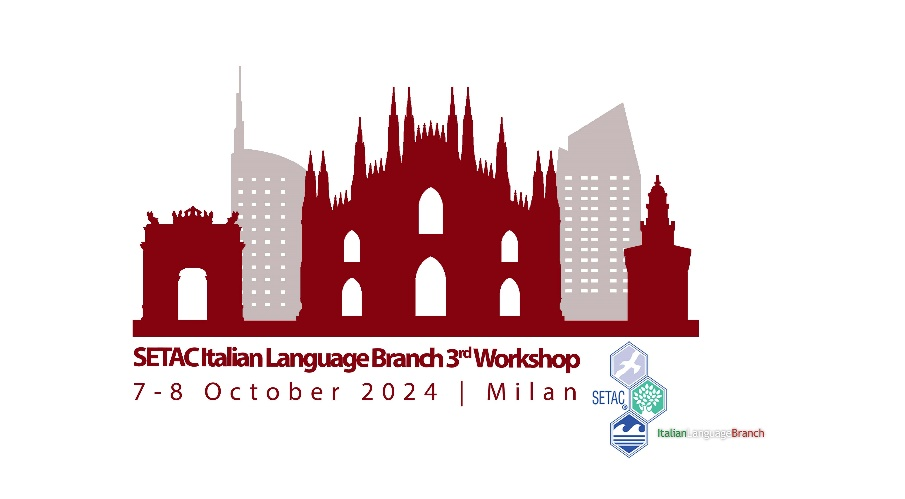 SETAC Italian Language Branch 3rd Workshop
7-8 October 2024 | Milan
SETAC
ItalianLanguageBranch